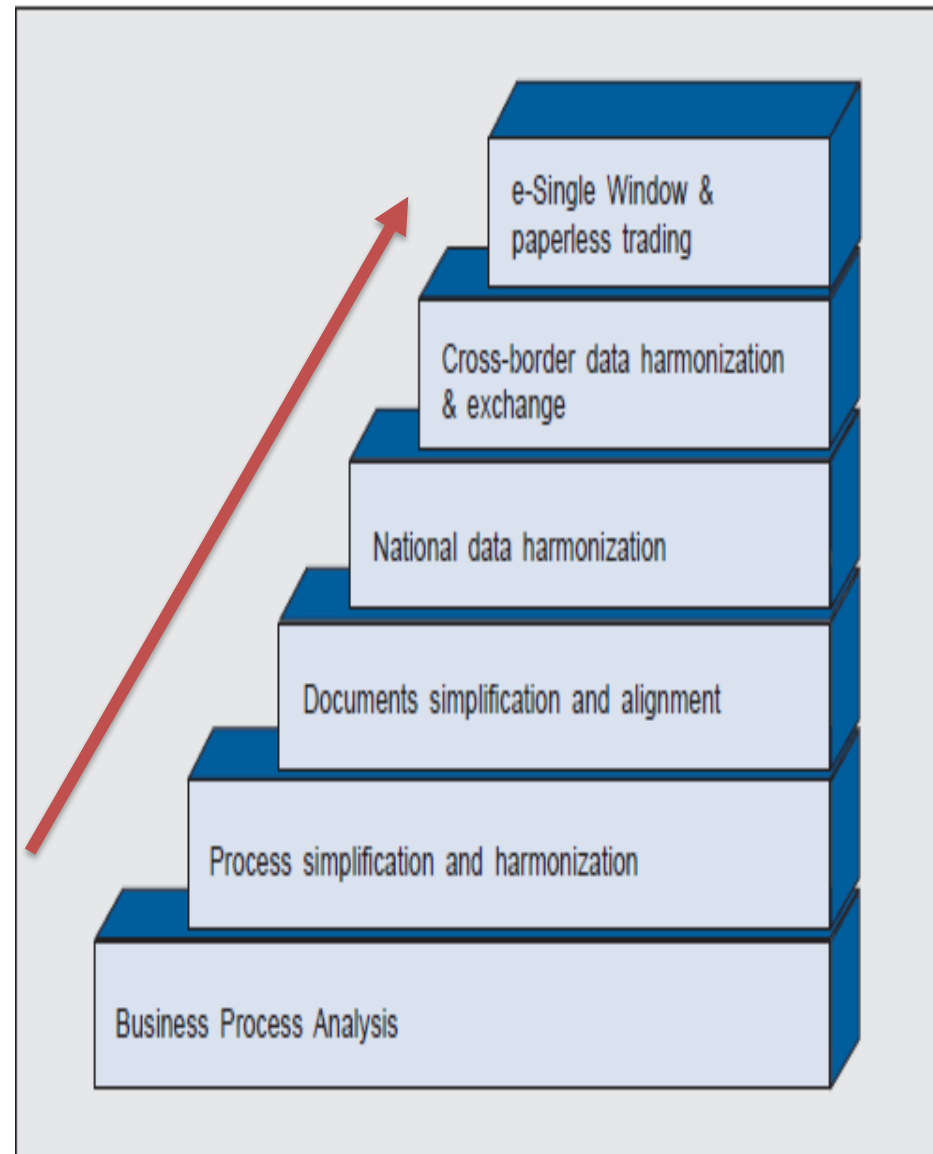 e-Single Window &
paperless trading
Cross-border data harmonization
& exchange
National data harmonization
Documents simplification and alignment
Process simplification and harmonization
Business Process Analysis